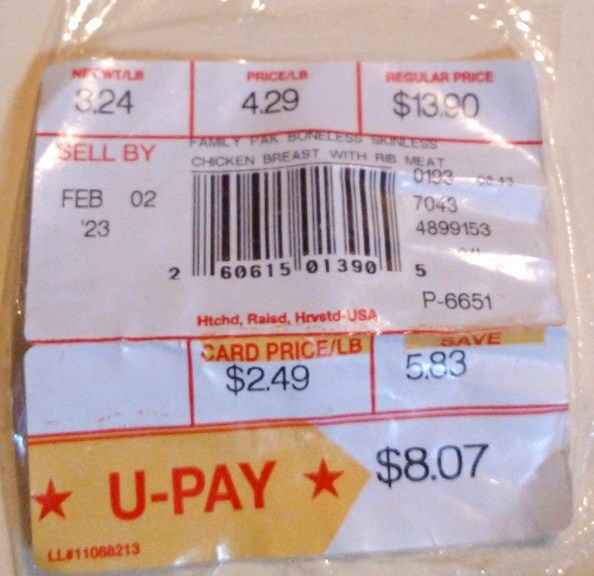 NET WT/LB PRICE/LB REGULAR PRICE
3.24 4.29 $13.90
SELL BY
FAMILY PAK BONELESS SKINLESS
CHICKEN BREAST WITH RIB MEAT
FEB 02
'23
0193
7043
4899153
2 60615 01390 5
P-6651
Htchd, Raisd, Hrvstd-USA
CARD PRICE/LB SAVE
$2.49 5.83
★ U-PAY ★ $8.07
LL#11068213